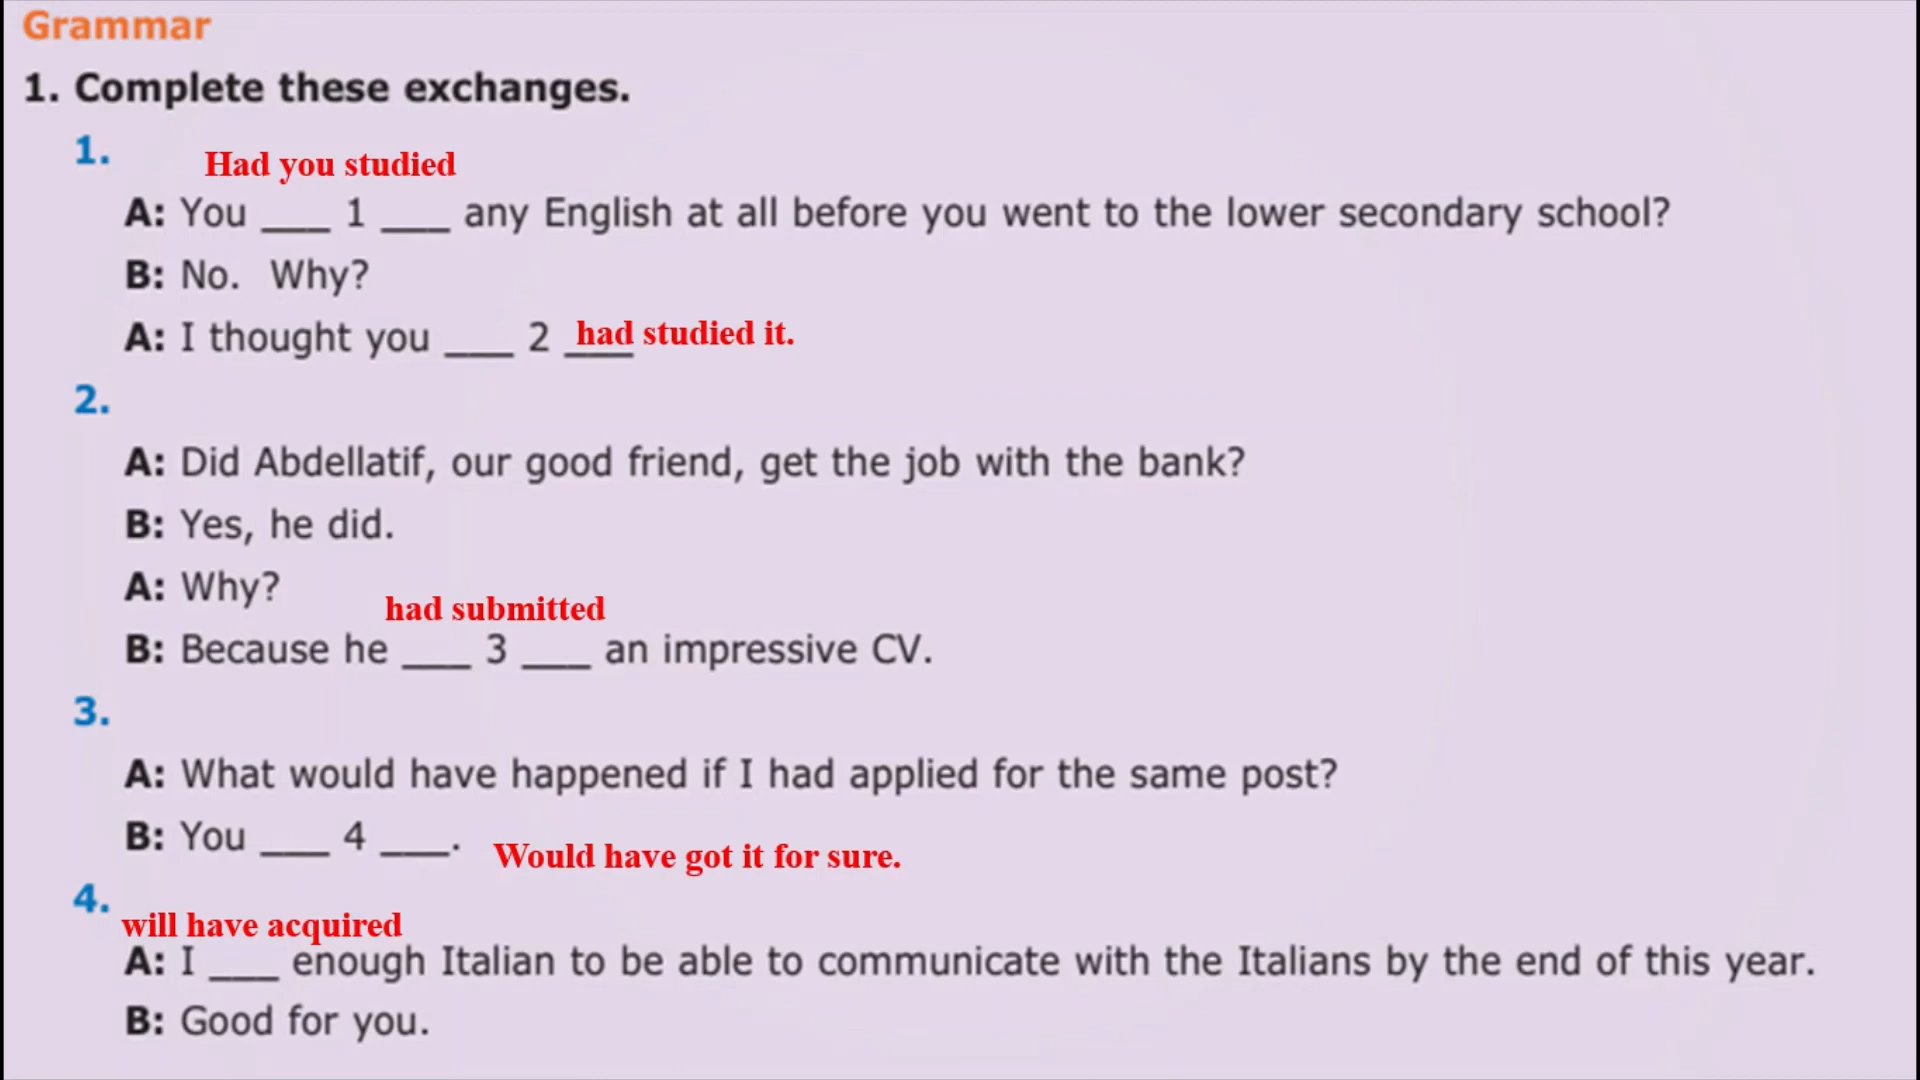 Grammar
1. Complete these exchanges.
1.
Had you studied
A: You ___ 1 ___ any English at all before you went to the lower secondary school?
B: No. Why?
A: I thought you ___ 2 ___ had studied it.
2.
A: Did Abdellatif, our good friend, get the job with the bank?
B: Yes, he did.
A: Why?
had submitted
B: Because he ___ 3 ___ an impressive CV.
3.
A: What would have happened if I had applied for the same post?
B: You ___ 4 ___. Would have got it for sure.
4.
will have acquired
A: I ___ enough Italian to be able to communicate with the Italians by the end of this year.
B: Good for you.